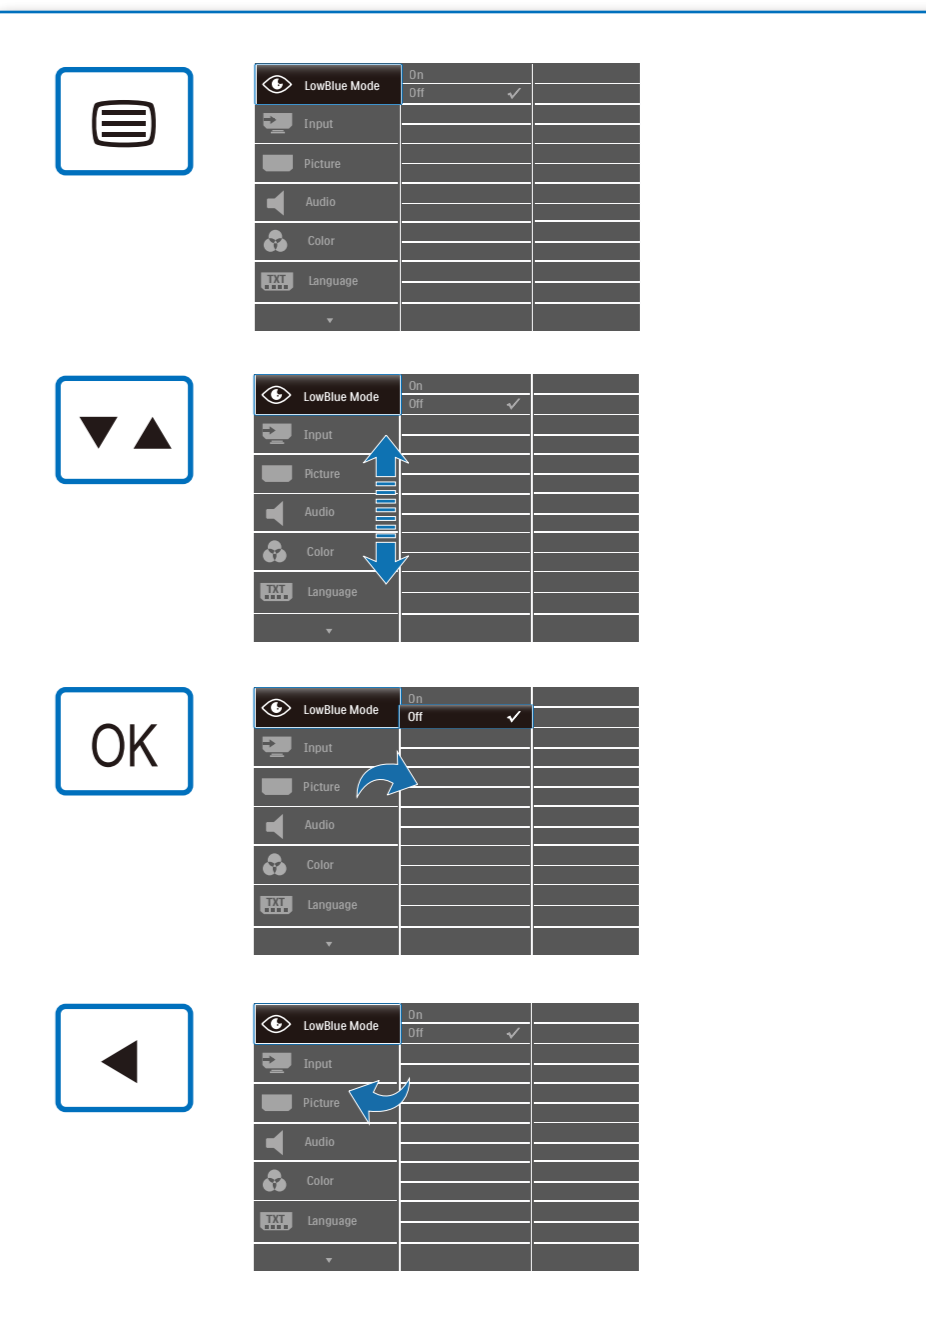 LowBlue Mode
On
Off
Input
Picture
Audio
Color
TXT
Language
LowBlue Mode
On
Off
Input
Picture
Audio
Color
TXT
Language
OK
LowBlue Mode
On
Off
Input
Picture
Audio
Color
TXT
Language
LowBlue Mode
On
Off
Input
Picture
Audio
Color
TXT
Language